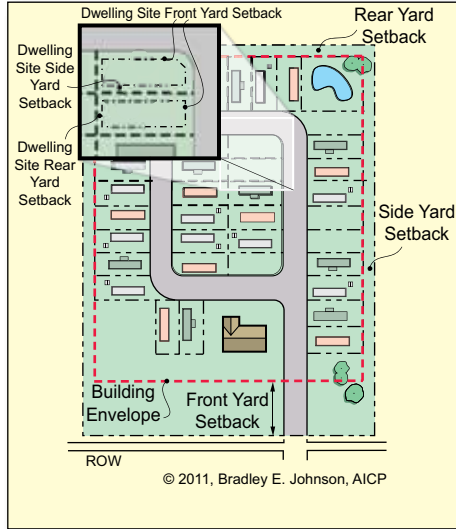 Dwelling Site Front Yard Setback
Rear Yard
Setback
Dwelling
Site Side
Yard
Setback
Dwelling
Site Rear
Yard
Setback
Side Yard
Setback
Building
Envelope
Front Yard
Setback
ROW
© 2011, Bradley E. Johnson, AICP